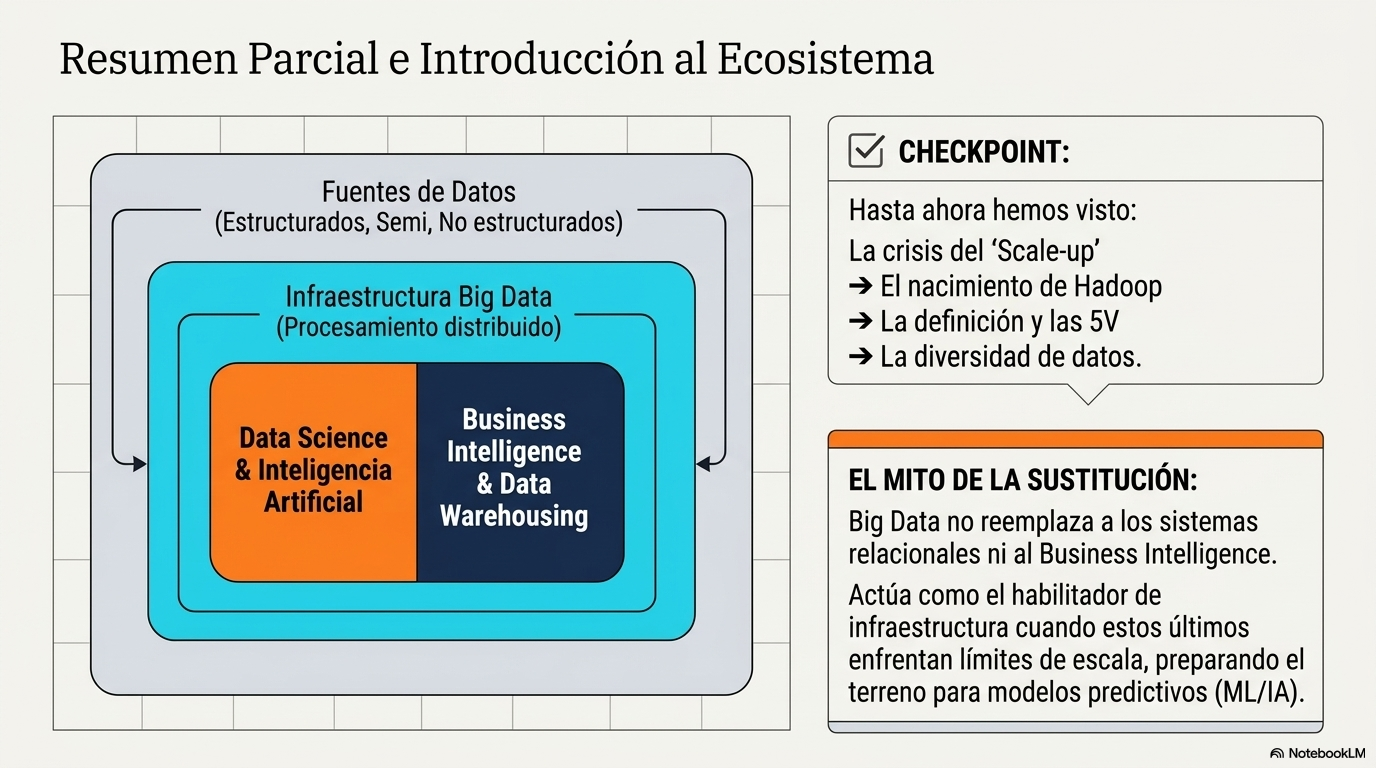 Resumen Parcial e Introducción al Ecosistema
Fuentes de Datos
(Estructurados, Semi, No estructurados)
Infraestructura Big Data
(Procesamiento distribuido)
Data Science
& Inteligencia
Artificial
Business
Intelligence
& Data
Warehousing
CHECKPOINT:
Hasta ahora hemos visto:
La crisis del ‘Scale-up’
➔ El nacimiento de Hadoop
➔ La definición y las 5V
➔ La diversidad de datos.
EL MITO DE LA SUSTITUCIÓN:
Big Data no reemplaza a los sistemas
relacionales ni al Business Intelligence.
Actúa como el habilitador de
infraestructura cuando estos últimos
enfrentan límites de escala, preparando el
terreno para modelos predictivos (ML/IA).
NotebookLM